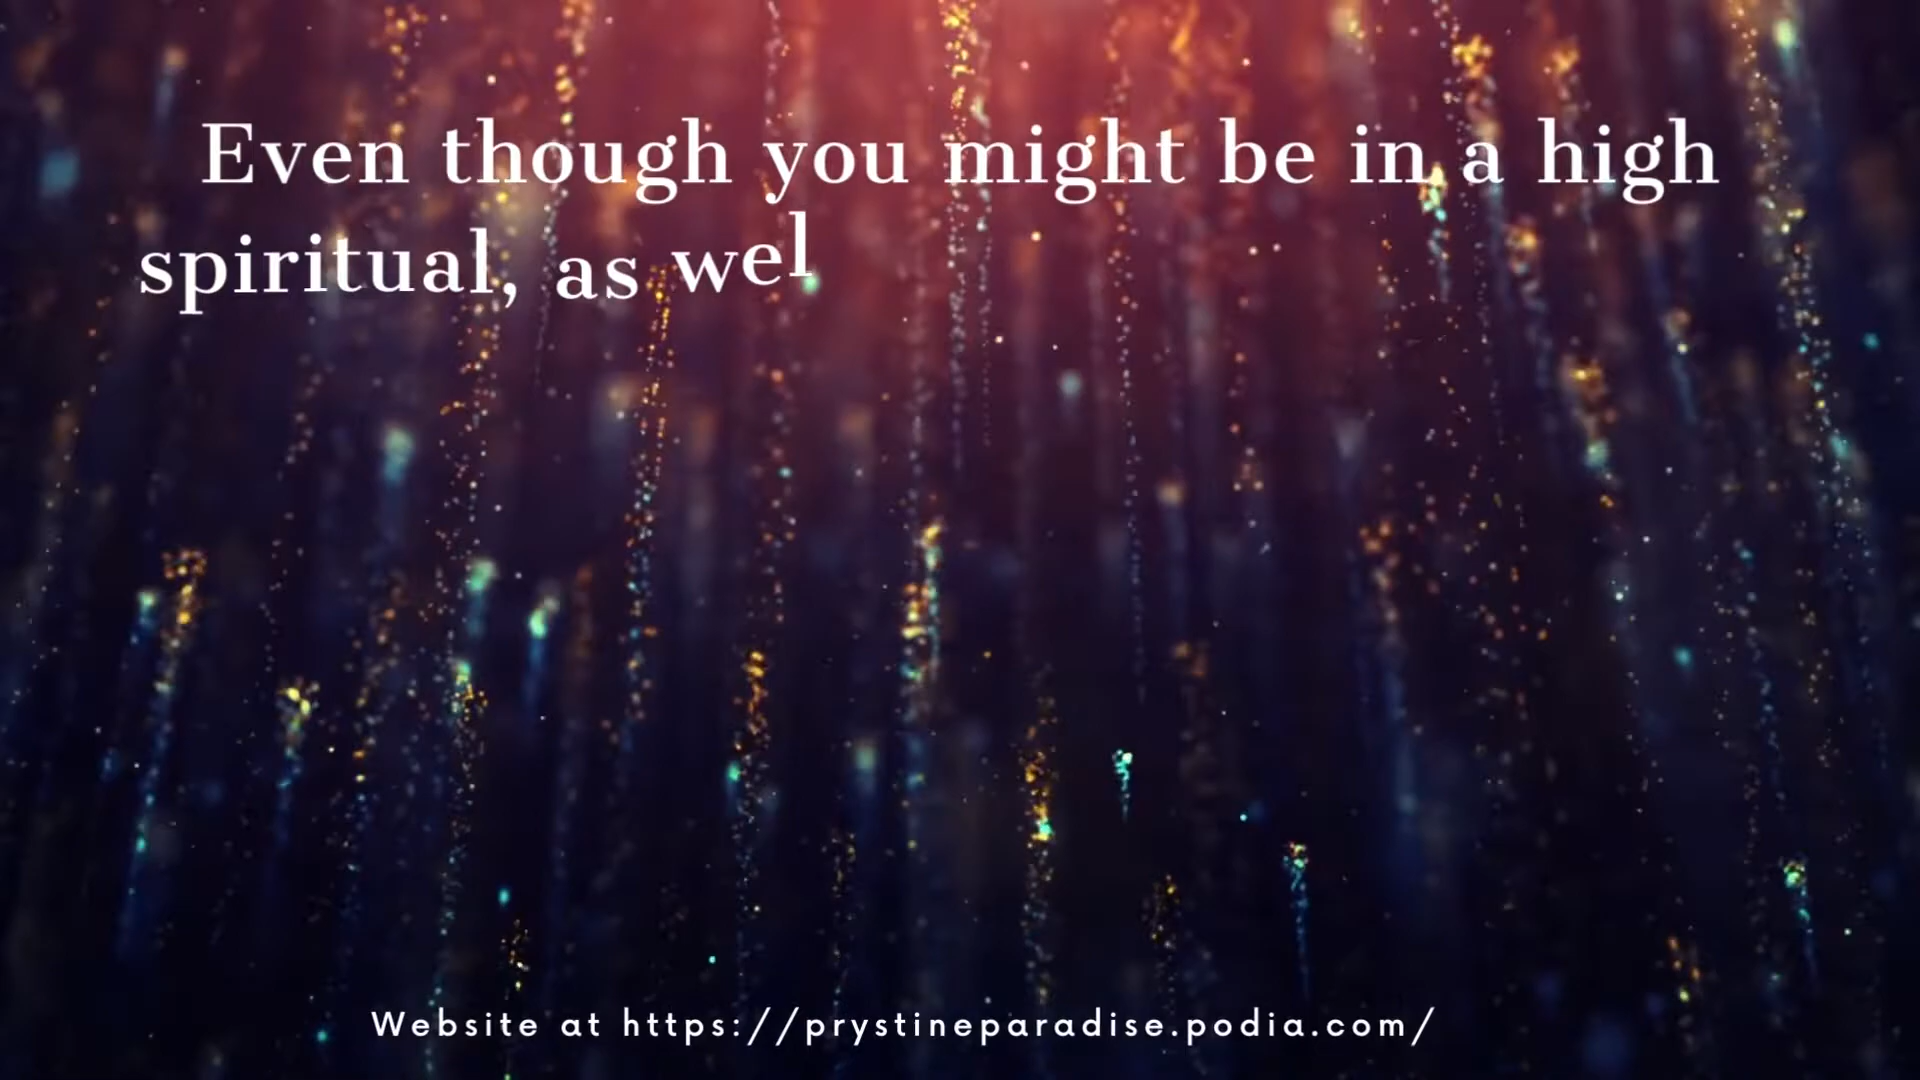 Even though you might be in a high
spiritual, as wel
Website at https://prystineparadise.podia.com/